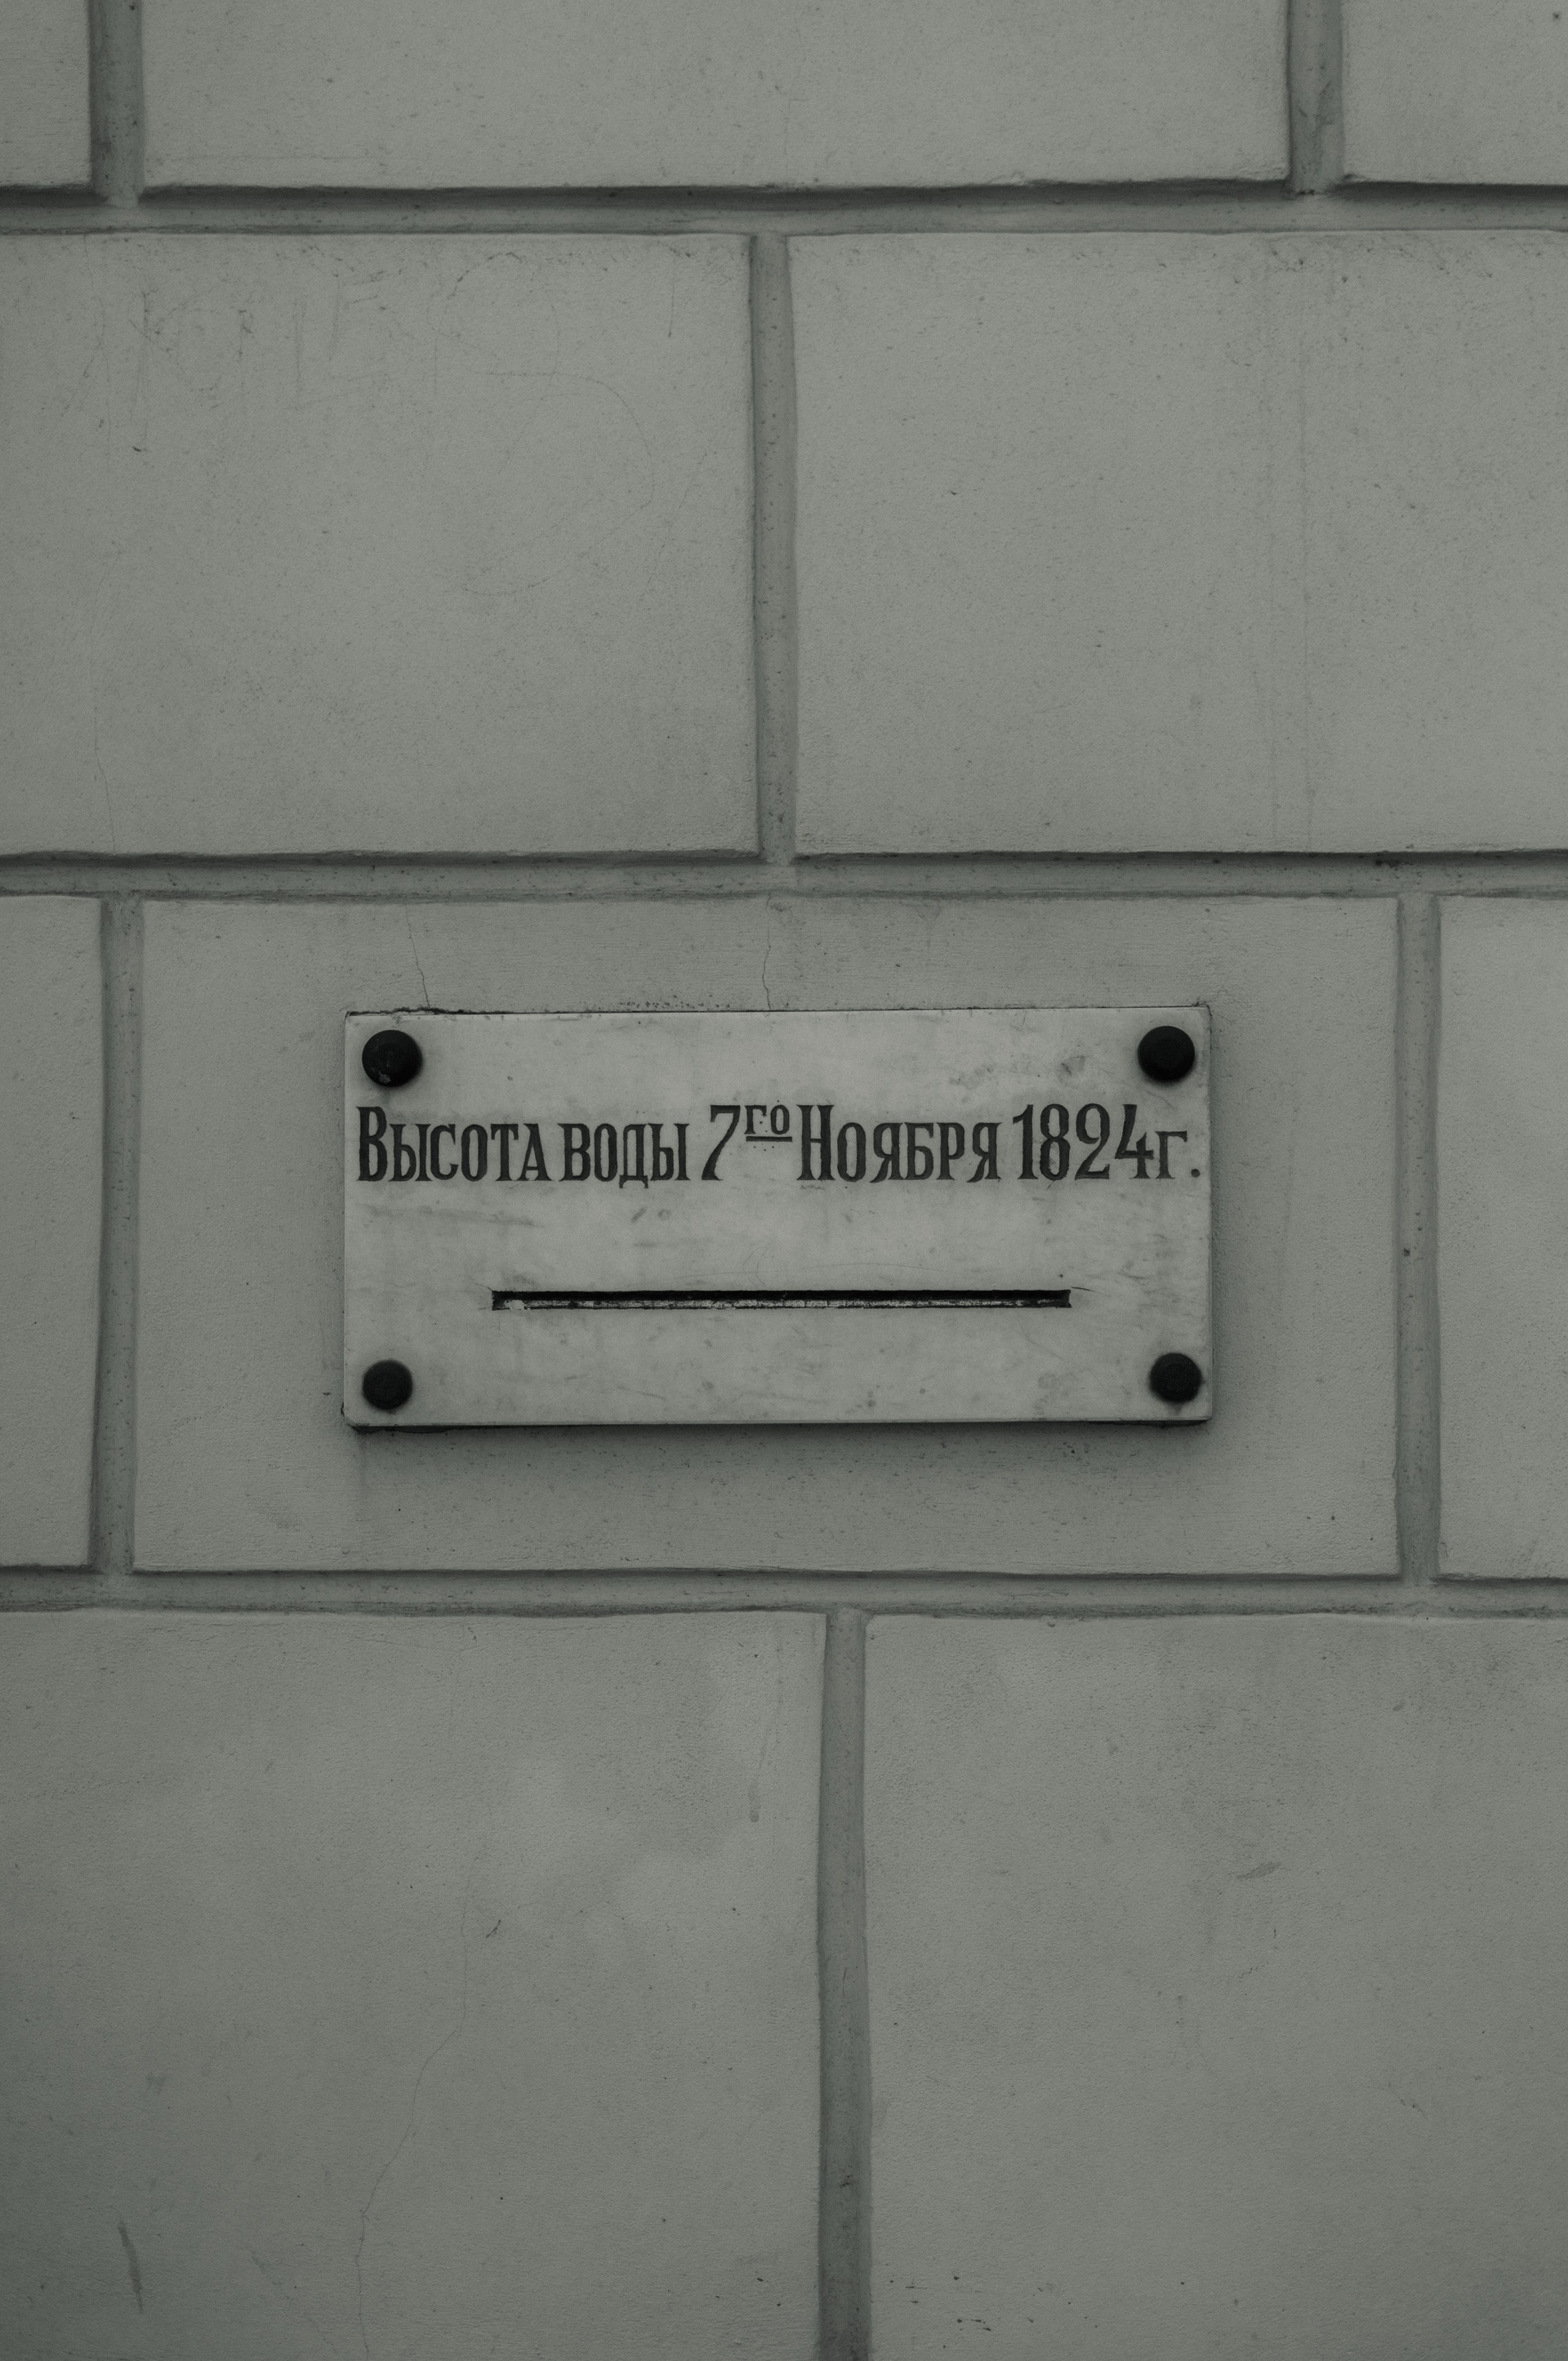 Высота воды 7го Ноября 1824г.